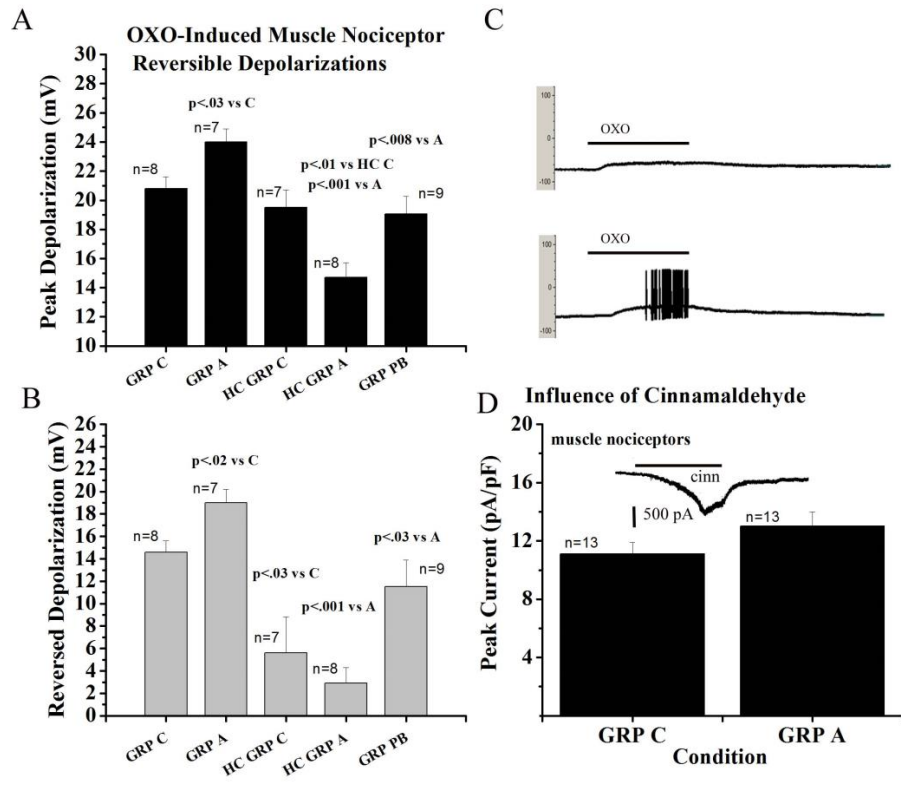 A
OXO-Induced Muscle Nociceptor
Reversible Depolarizations
Peak Depolarization (mV)
30
28
26
24
22
20
18
16
14
12
10
n=8
p<.03 vs C
n=7
n=7
p<.01 vs HC C
p<.001 vs A
n=8
p<.008 vs A
n=9
GRP C
GRP A
HC GRP C
HC GRP A
GRP PB
B
Reversed Depolarization (mV)
26
24
22
20
18
16
14
12
10
8
6
4
2
0
n=8
p<.02 vs C
n=7
p<.03 vs C
n=7
p<.001 vs A
n=8
p<.03 vs A
n=9
GRP C
GRP A
HC GRP C
HC GRP A
GRP PB
C
100
0
-100
OXO
100
0
-100
OXO
D
Influence of Cinnamaldehyde
Peak Current (pA/pF)
20
16
12
8
4
muscle nociceptors
cinn
500 pA
n=13
n=13
GRP C
GRP A
Condition